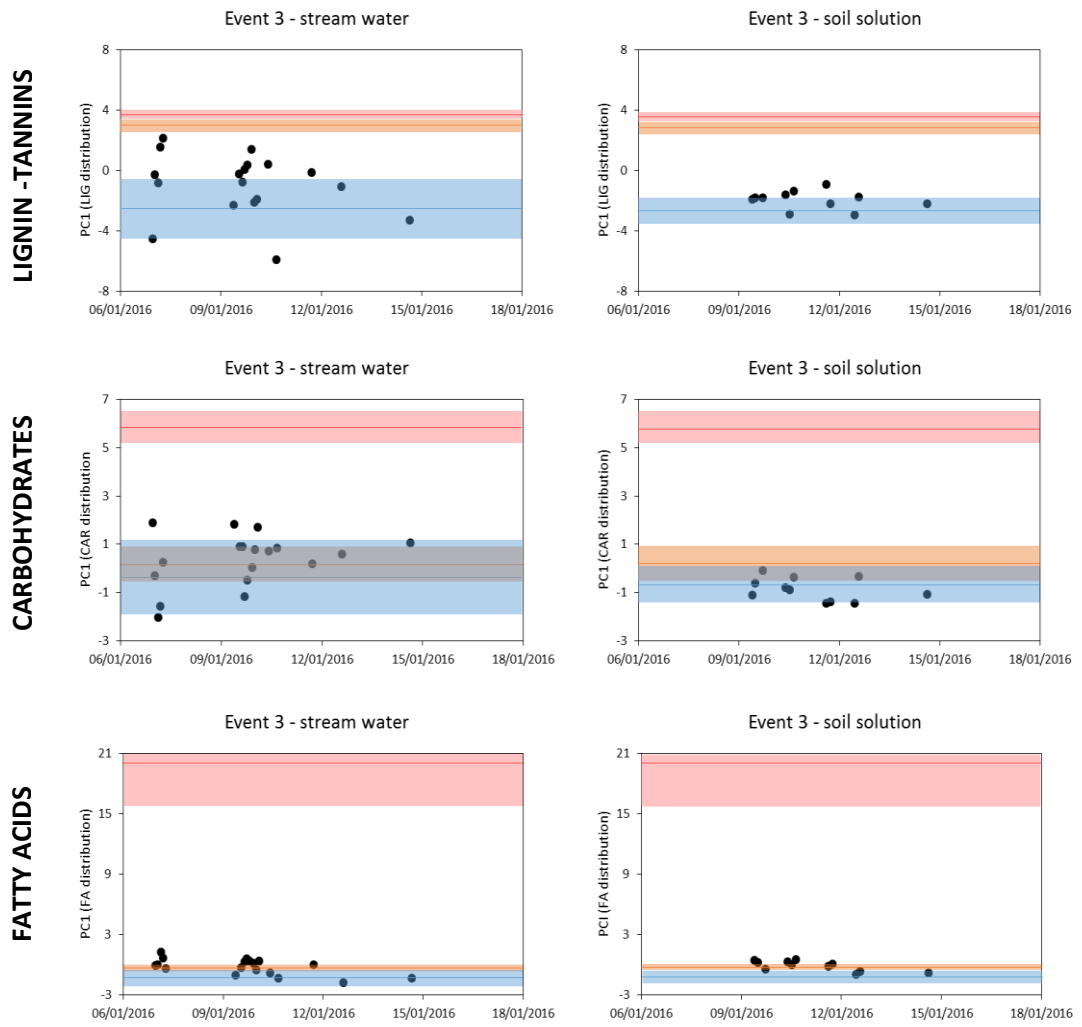 Event 3 - stream water
Event 3 - soil solution
LIGNIN -TANNINS
PC1 (LIG distribution)
8
4
0
-4
-8
06/01/2016 09/01/2016 12/01/2016 15/01/2016 18/01/2016
PC1 (LIG distribution)
8
4
0
-4
-8
06/01/2016 09/01/2016 12/01/2016 15/01/2016 18/01/2016
Event 3 - stream water
Event 3 - soil solution
CARBOHYDRATES
PC1 (CAR distribution
7
5
3
1
-1
-3
06/01/2016 09/01/2016 12/01/2016 15/01/2016 18/01/2016
PC1 (CAR distribution)
7
5
3
1
-1
-3
06/01/2016 09/01/2016 12/01/2016 15/01/2016 18/01/2016
Event 3 - stream water
Event 3 - soil solution
FATTY ACIDS
PC1 (FA distribution)
21
15
9
3
-3
06/01/2016 09/01/2016 12/01/2016 15/01/2016 18/01/2016
PCI (FA distribution)
21
15
9
3
-3
06/01/2016 09/01/2016 12/01/2016 15/01/2016 18/01/2016